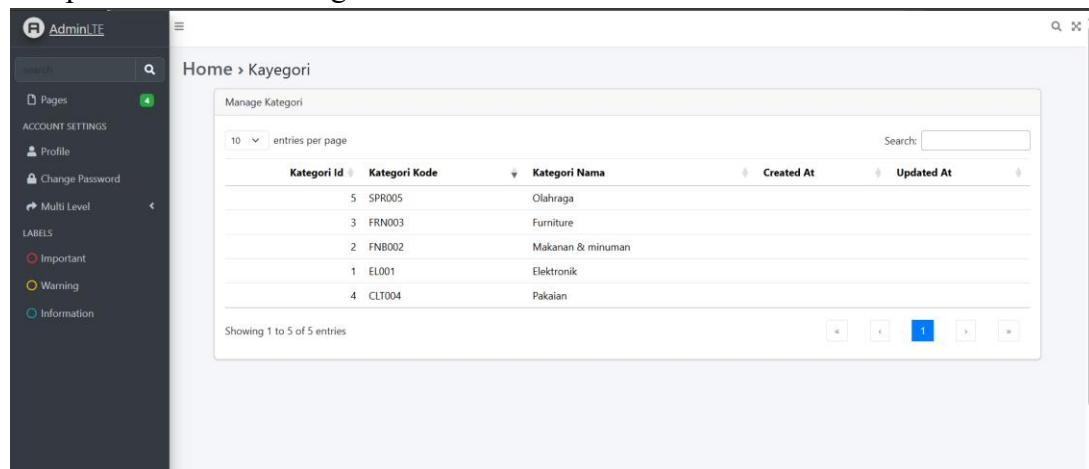 AdminLTE
search
Home › Kayegori
Pages 4
ACCOUNT SETTINGS
Profile
Change Password
Multi Level
LABELS
Important
Warning
Information
Manage Kategori
10 entries per page Search:
Kategori Id Kategori Kode Kategori Nama Created At Updated At
5 SPR005 Olahraga
3 FRN003 Furniture
2 FNB002 Makanan & minuman
1 EL001 Elektronik
4 CLT004 Pakaian
Showing 1 to 5 of 5 entries « ‹ 1 › »